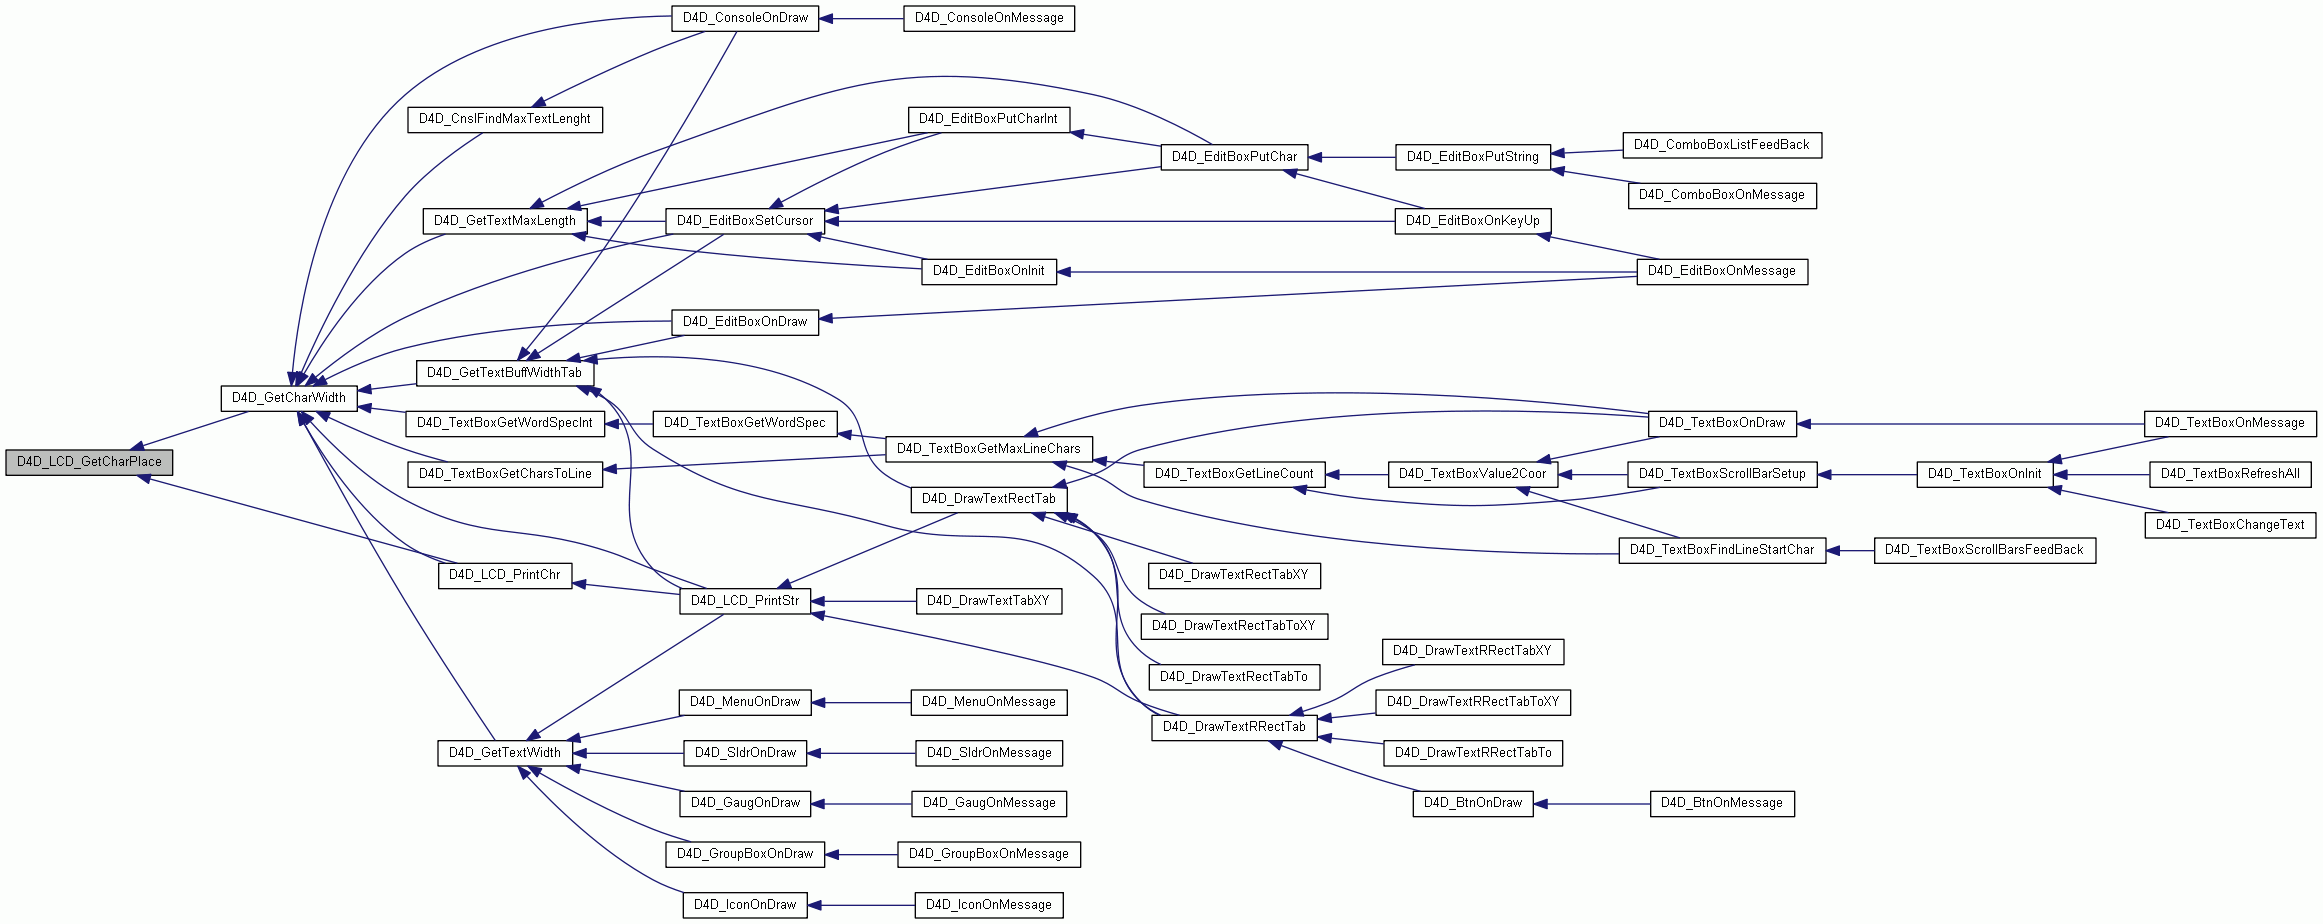 D4D_ConsoleOnDraw
D4D_ConsoleOnMessage
D4D_CnslFindMaxTextLenght
D4D_EditBoxPutCharInt
D4D_EditBoxPutChar
D4D_EditBoxPutString
D4D_ComboBoxListFeedBack
D4D_ComboBoxOnMessage
D4D_GetTextMaxLength
D4D_EditBoxSetCursor
D4D_EditBoxOnKeyUp
D4D_EditBoxOnInit
D4D_EditBoxOnMessage
D4D_EditBoxOnDraw
D4D_GetTextBuffWidthTab
D4D_GetCharWidth
D4D_TextBoxGetWordSpecInt
D4D_TextBoxGetWordSpec
D4D_TextBoxOnDraw
D4D_TextBoxOnMessage
D4D_TextBoxGetMaxLineChars
D4D_LCD_GetCharPlace
D4D_TextBoxGetCharsToLine
D4D_TextBoxGetLineCount
D4D_TextBoxValue2Coor
D4D_TextBoxScrollBarSetup
D4D_TextBoxOnInit
D4D_TextBoxRefreshAll
D4D_DrawTextRectTab
D4D_TextBoxChangeText
D4D_TextBoxFindLineStartChar
D4D_TextBoxScrollBarsFeedBack
D4D_LCD_PrintChr
D4D_DrawTextRectTabXY
D4D_LCD_PrintStr
D4D_DrawTextTabXY
D4D_DrawTextRectTabToXY
D4D_DrawTextRRectTabXY
D4D_DrawTextRectTabTo
D4D_MenuOnDraw
D4D_MenuOnMessage
D4D_DrawTextRRectTabToXY
D4D_DrawTextRRectTab
D4D_GetTextWidth
D4D_SldrOnDraw
D4D_SldrOnMessage
D4D_DrawTextRRectTabTo
D4D_GaugOnDraw
D4D_GaugOnMessage
D4D_BtnOnDraw
D4D_BtnOnMessage
D4D_GroupBoxOnDraw
D4D_GroupBoxOnMessage
D4D_IconOnDraw
D4D_IconOnMessage